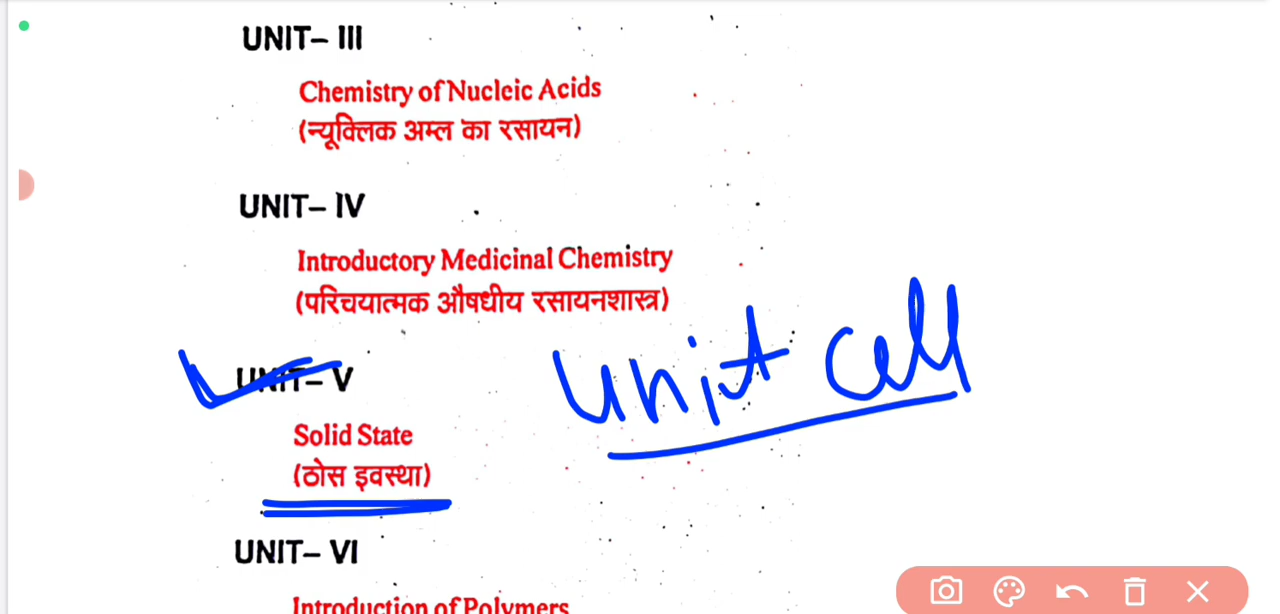 UNIT– III
Chemistry of Nucleic Acids
(न्यूक्लिक अम्ल का रसायन)
UNIT– IV
Introductory Medicinal Chemistry
(परिचयात्मक औषधीय रसायनशास्त्र)
UNIT– V
unit cell
Solid State
(ठोस इवस्था)
UNIT– VI
Introduction of Polymers